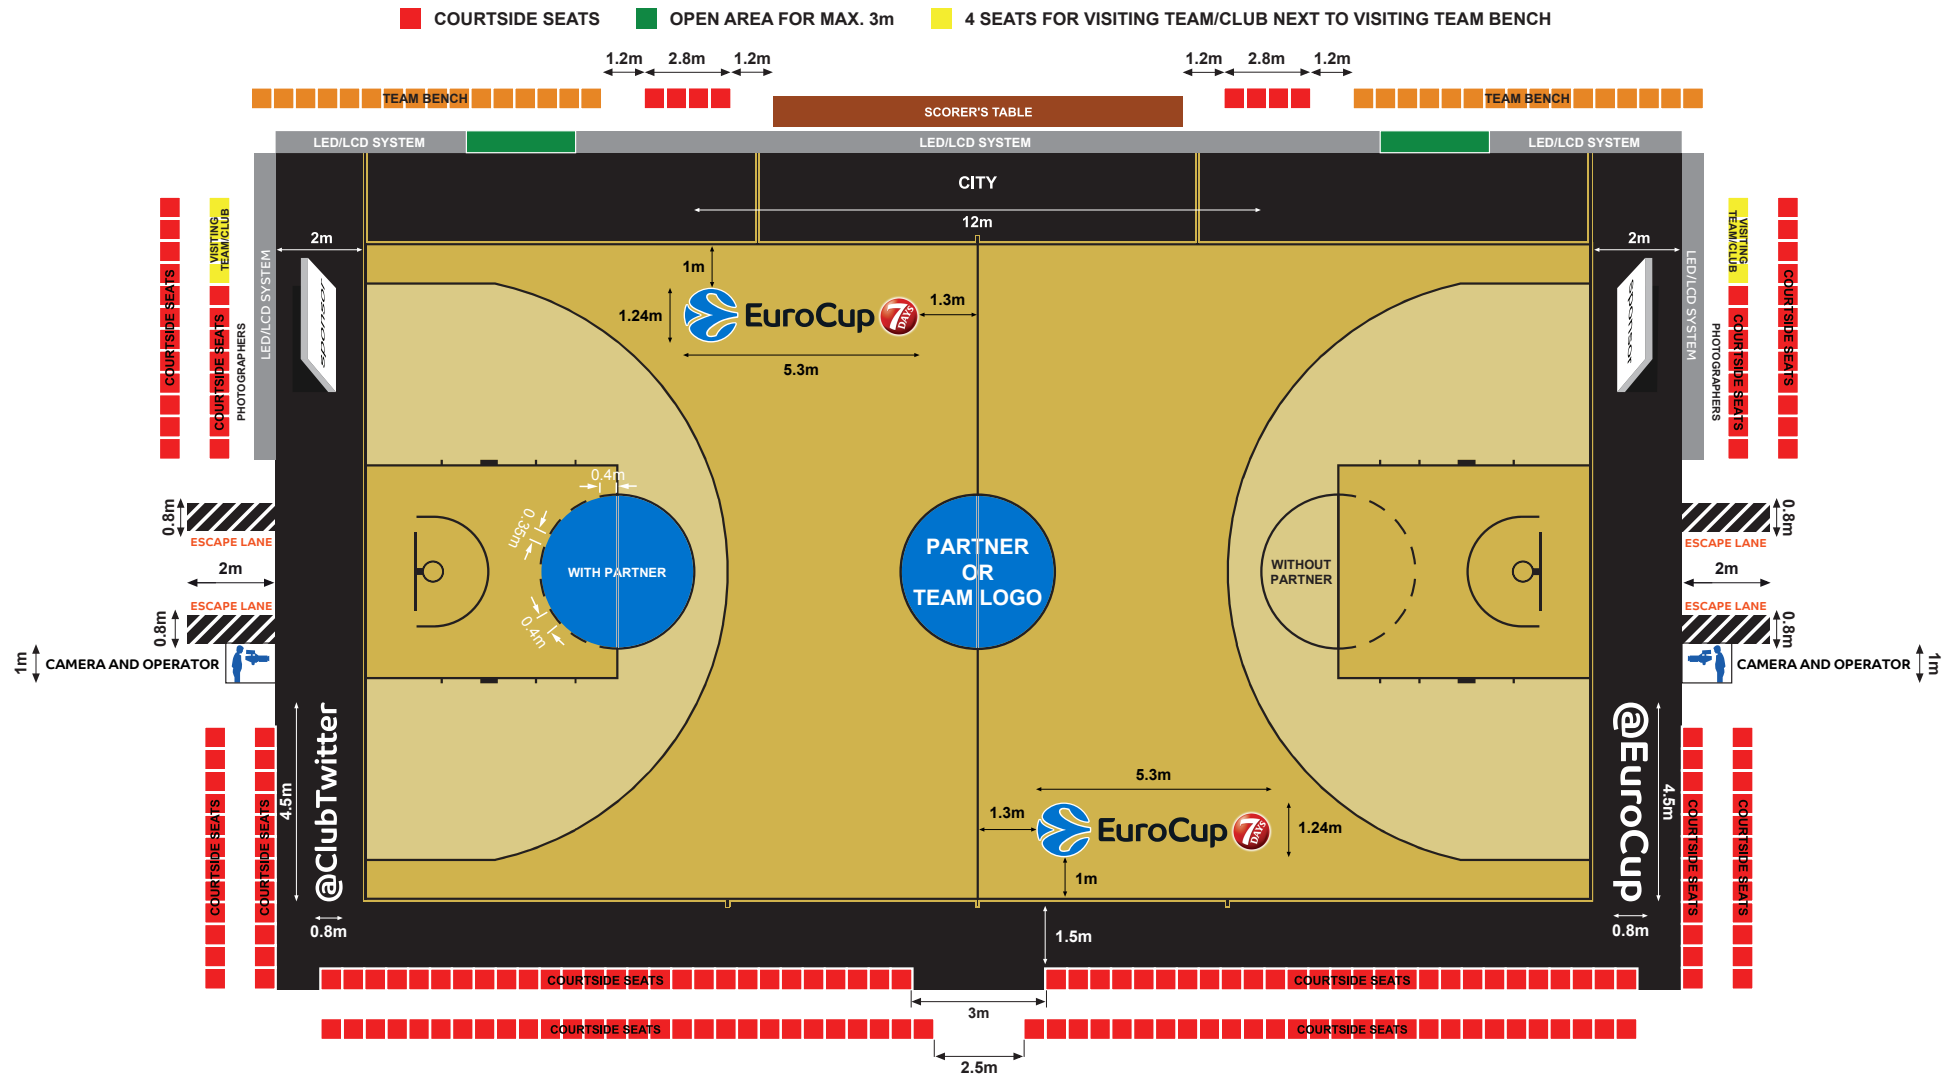 COURTSIDE SEATS
OPEN AREA FOR MAX. 3m
4 SEATS FOR VISITING TEAM/CLUB NEXT TO VISITING TEAM BENCH
1.2m 2.8m 1.2m
1.2m 2.8m 1.2m
TEAM BENCH
SCORER'S TABLE
TEAM BENCH
LED/LCD SYSTEM
LED/LCD SYSTEM
LED/LCD SYSTEM
CITY
12m
2m
2m
VISITING
TEAM/CLUB
COURTSIDE SEATS
COURTSIDE SEATS
PHOTOGRAPHERS
LED/LCD SYSTEM
sponsor
1m
1.24m
EuroCup
7
DAYS
1.3m
5.3m
sponsor
LED/LCD SYSTEM
PHOTOGRAPHERS
VISITING
TEAM/CLUB
COURTSIDE SEATS
COURTSIDE SEATS
0.8m
ESCAPE LANE
2m
ESCAPE LANE
0.8m
1m
CAMERA AND OPERATOR
0.4m
0.35m
WITH PARTNER
0.4m
PARTNER
OR
TEAM LOGO
WITHOUT
PARTNER
0.8m
ESCAPE LANE
2m
ESCAPE LANE
0.8m
CAMERA AND OPERATOR
1m
COURTSIDE SEATS
COURTSIDE SEATS
4.5m
@ClubTwitter
0.8m
5.3m
1.3m
EuroCup
7
DAYS
1.24m
1m
@EuroCup
4.5m
0.8m
COURTSIDE SEATS
COURTSIDE SEATS
1.5m
COURTSIDE SEATS
COURTSIDE SEATS
3m
COURTSIDE SEATS
COURTSIDE SEATS
2.5m